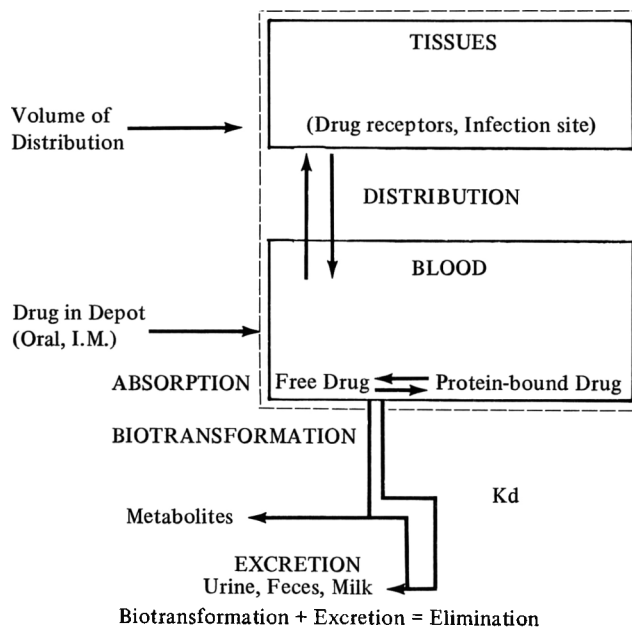 TISSUES
Volume of
Distribution
(Drug receptors, Infection site)
DISTRIBUTION
BLOOD
Drug in Depot
(Oral, I.M.)
ABSORPTION
Free Drug
Protein-bound Drug
BIOTRANSFORMATION
Kd
Metabolites
EXCRETION
Urine, Feces, Milk
Biotransformation + Excretion = Elimination